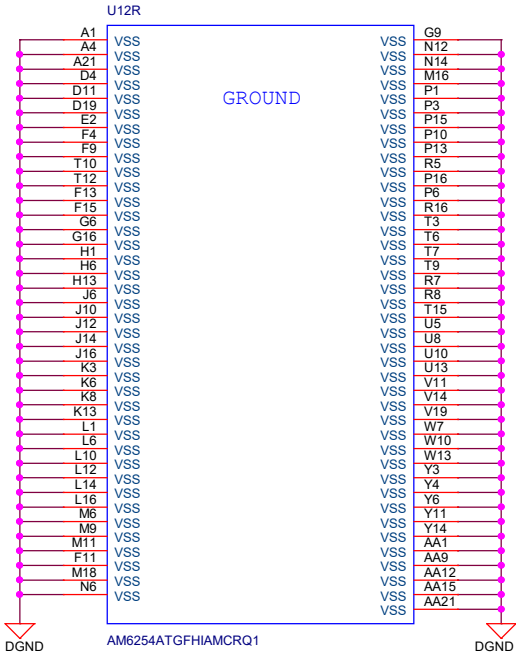 U12R
GROUND
A1 VSS VSS G9
A4 VSS VSS N12
A21 VSS VSS N14
D4 VSS VSS M16
D11 VSS VSS P1
D19 VSS VSS P3
E2 VSS VSS P15
F4 VSS VSS P10
F9 VSS VSS P13
T10 VSS VSS R5
T12 VSS VSS P16
F13 VSS VSS P6
F15 VSS VSS R16
G6 VSS VSS T3
G16 VSS VSS T6
H1 VSS VSS T7
H6 VSS VSS T9
H13 VSS VSS R7
J6 VSS VSS R8
J10 VSS VSS T15
J12 VSS VSS U5
J14 VSS VSS U8
J16 VSS VSS U10
K3 VSS VSS U13
K6 VSS VSS V11
K8 VSS VSS V14
K13 VSS VSS V19
L1 VSS VSS W7
L6 VSS VSS W10
L10 VSS VSS W13
L12 VSS VSS Y3
L14 VSS VSS Y4
L16 VSS VSS Y6
M6 VSS VSS Y11
M9 VSS VSS Y14
M11 VSS VSS AA1
F11 VSS VSS AA9
M18 VSS VSS AA12
N6 VSS VSS AA15
VSS AA21
DGND
AM6254ATGFHIAMCRQ1
DGND